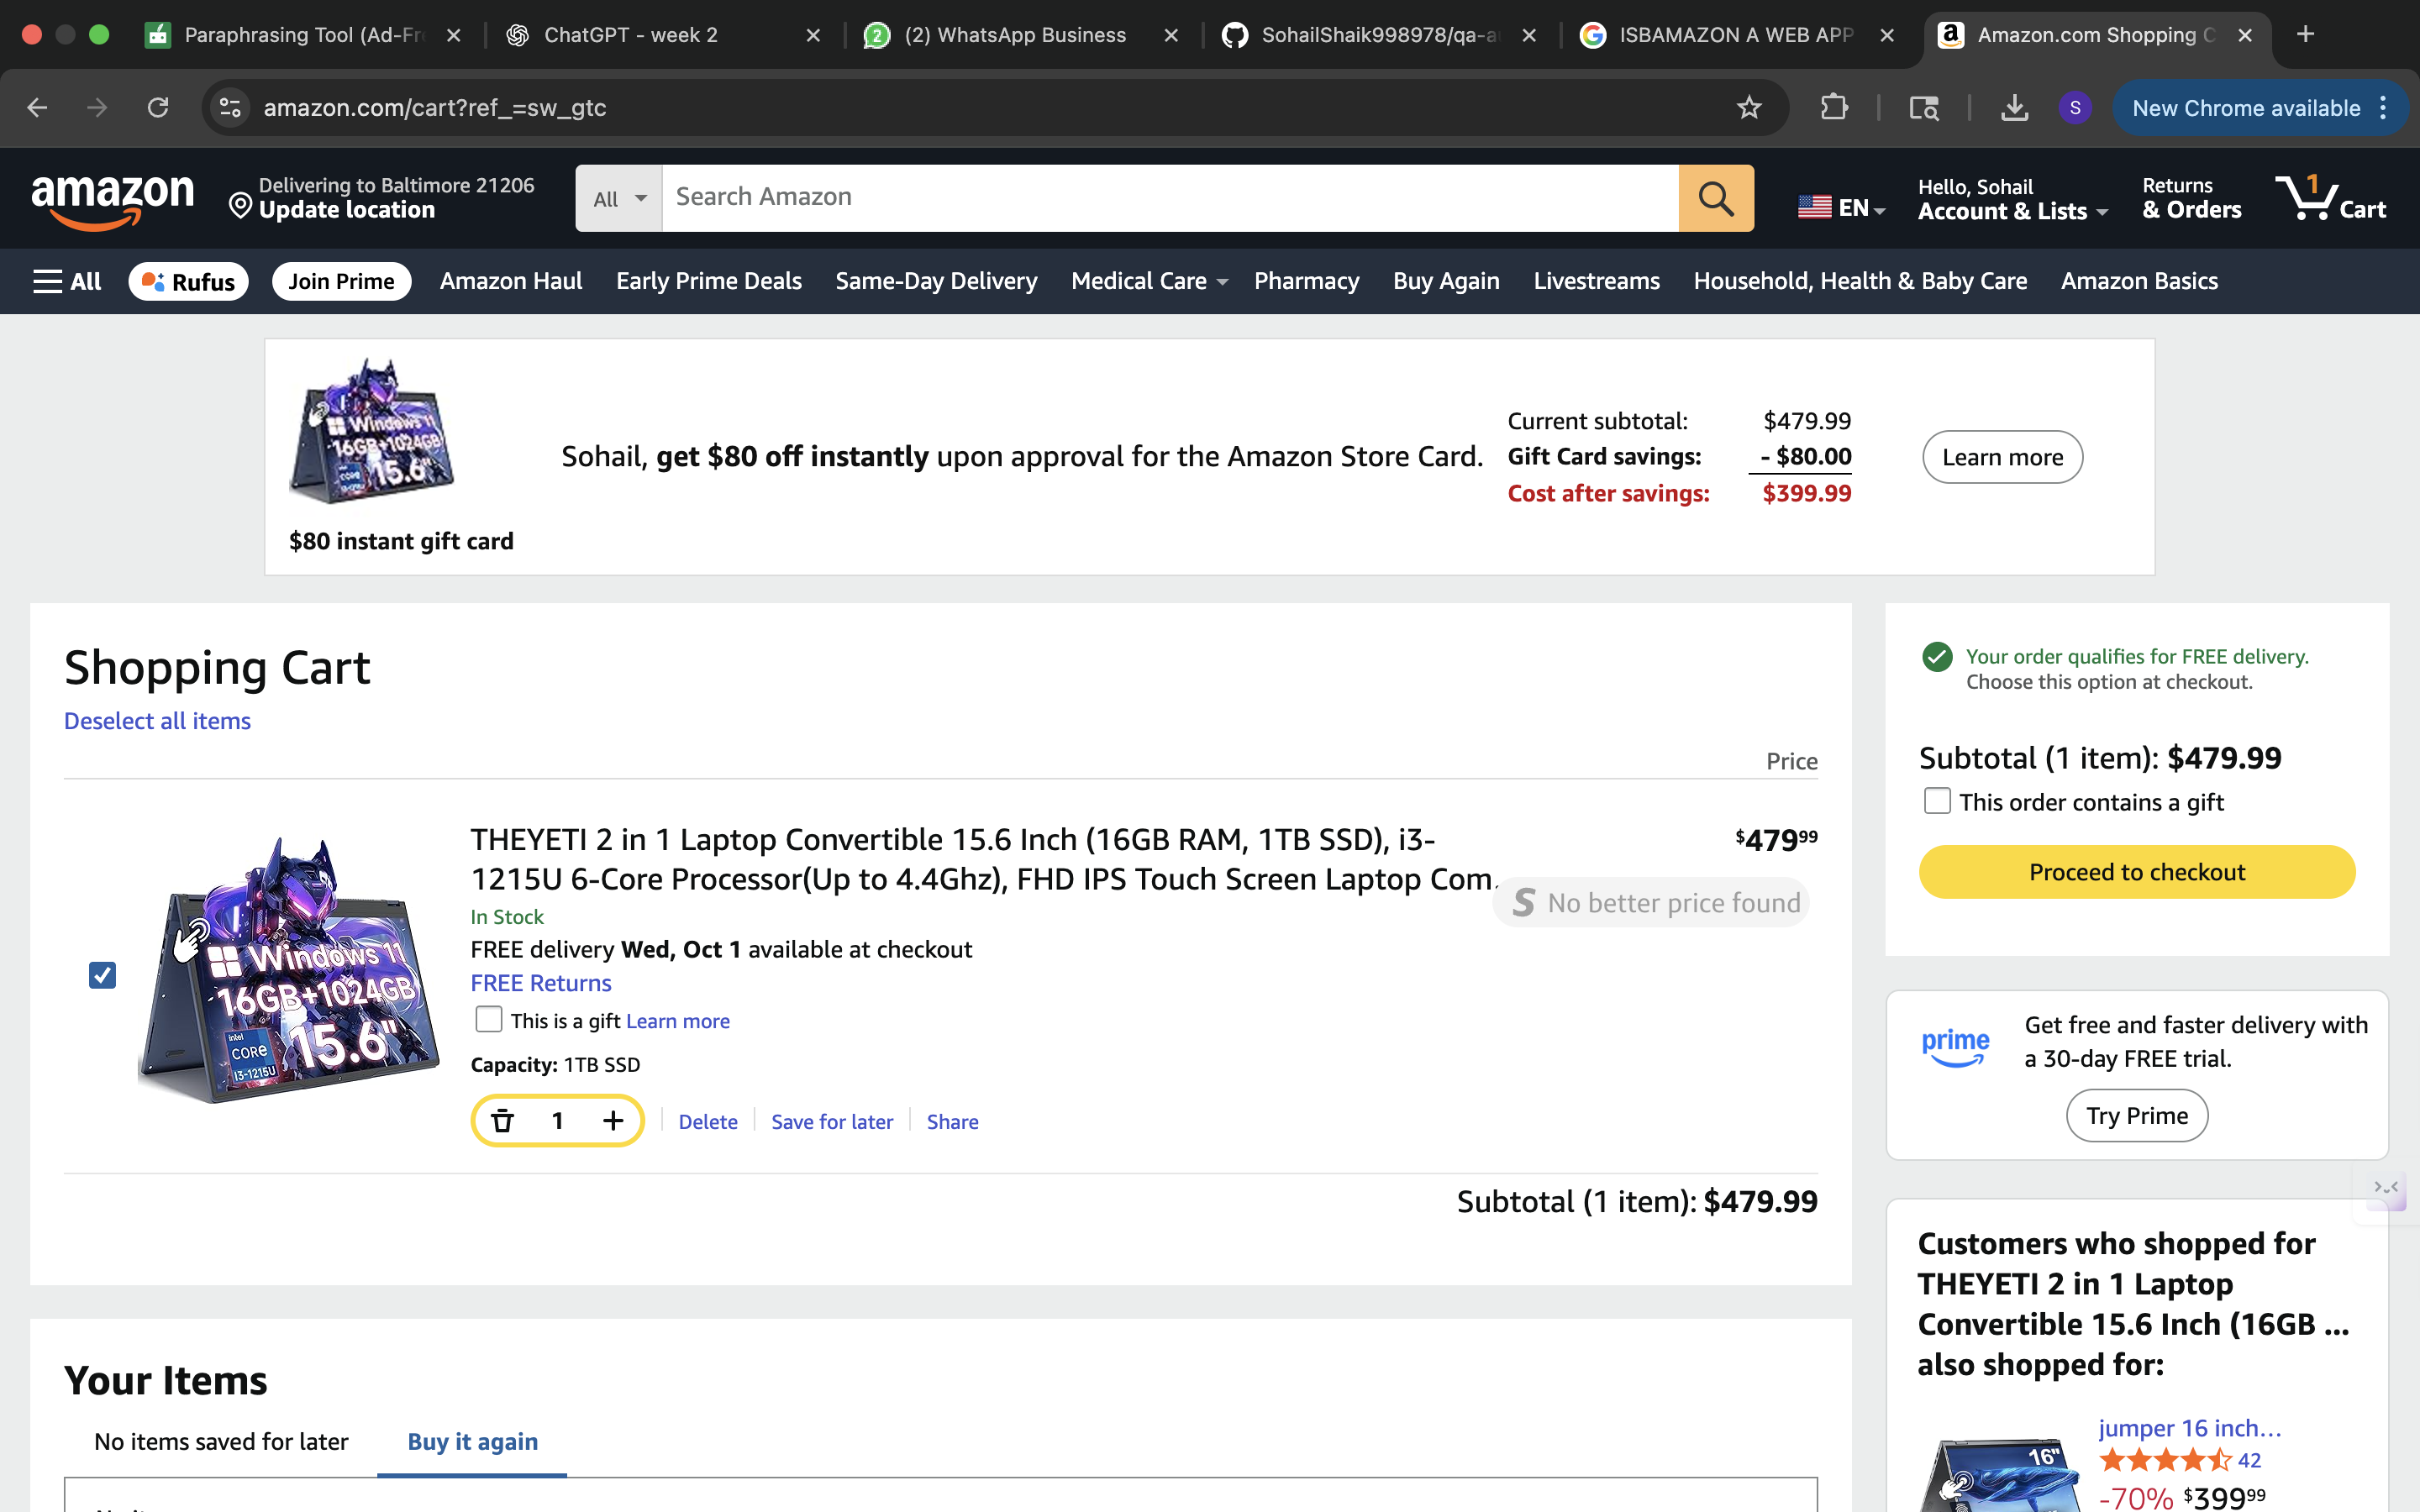 Paraphrasing Tool (Ad-Fr
ChatGPT - week 2
(2) WhatsApp Business
SohailShaik998978/qa-a
ISBAMAZON A WEB APP
Amazon.com Shopping C
amazon.com/cart?ref_=sw_gtc
S
New Chrome available
amazon
Delivering to Baltimore 21206
Update location
All
Search Amazon
EN
Hello, Sohail
Account & Lists
Returns
& Orders
1
Cart
All
Rufus
Join Prime
Amazon Haul
Early Prime Deals
Same-Day Delivery
Medical Care
Pharmacy
Buy Again
Livestreams
Household, Health & Baby Care
Amazon Basics
Windows 11
16GB+1024GB
15.6"
$80 instant gift card
Sohail, get $80 off instantly upon approval for the Amazon Store Card.
Current subtotal: $479.99
Gift Card savings: - $80.00
Cost after savings: $399.99
Learn more
Shopping Cart
Deselect all items
Price
Windows 11
16GB+1024GB
15.6"
intel
CORE
i3-1215U
THEYETI 2 in 1 Laptop Convertible 15.6 Inch (16GB RAM, 1TB SSD), i3-
1215U 6-Core Processor(Up to 4.4Ghz), FHD IPS Touch Screen Laptop Com
$479.99
S No better price found
In Stock
FREE delivery Wed, Oct 1 available at checkout
FREE Returns
This is a gift Learn more
Capacity: 1TB SSD
1
Delete
Save for later
Share
Subtotal (1 item): $479.99
Your order qualifies for FREE delivery.
Choose this option at checkout.
Subtotal (1 item): $479.99
This order contains a gift
Proceed to checkout
prime
Get free and faster delivery with
a 30-day FREE trial.
Try Prime
Customers who shopped for
THEYETI 2 in 1 Laptop
Convertible 15.6 Inch (16GB ...
also shopped for:
16"
jumper 16 inch...
42
-70% $399.99
Your Items
No items saved for later
Buy it again